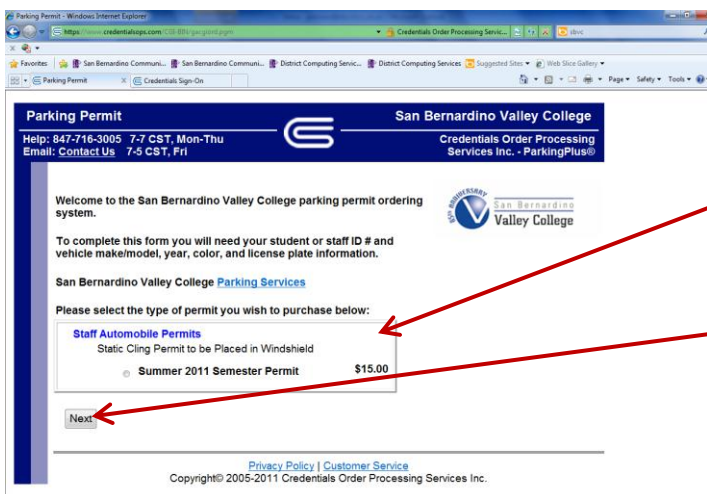 Parking Permit - Windows Internet Explorer
https://www.credentialsops.com/CGI-BIN/
Credentials Order Processing Servic...
Favorites San Bernardino Communi... San Bernardino Communi... District Computing Servic... District Computing Services Suggested Sites Web Slice Gallery
Parking Permit X Credentials Sign-On Page Safety Tools
Parking Permit San Bernardino Valley College
Help: 847-716-3005 7-7 CST, Mon-Thu Credentials Order Processing
Email: Contact Us 7-5 CST, Fri Services Inc. - ParkingPlus®
Welcome to the San Bernardino Valley College parking permit ordering
system.
ANNIVERSARY
San Bernardino
Valley College
To complete this form you will need your student or staff ID # and
vehicle make/model, year, color, and license plate information.
San Bernardino Valley College Parking Services
Please select the type of permit you wish to purchase below:
Staff Automobile Permits
Static Cling Permit to be Placed in Windshield
Summer 2011 Semester Permit $15.00
Next
Privacy Policy | Customer Service
Copyright© 2005-2011 Credentials Order Processing Services Inc.